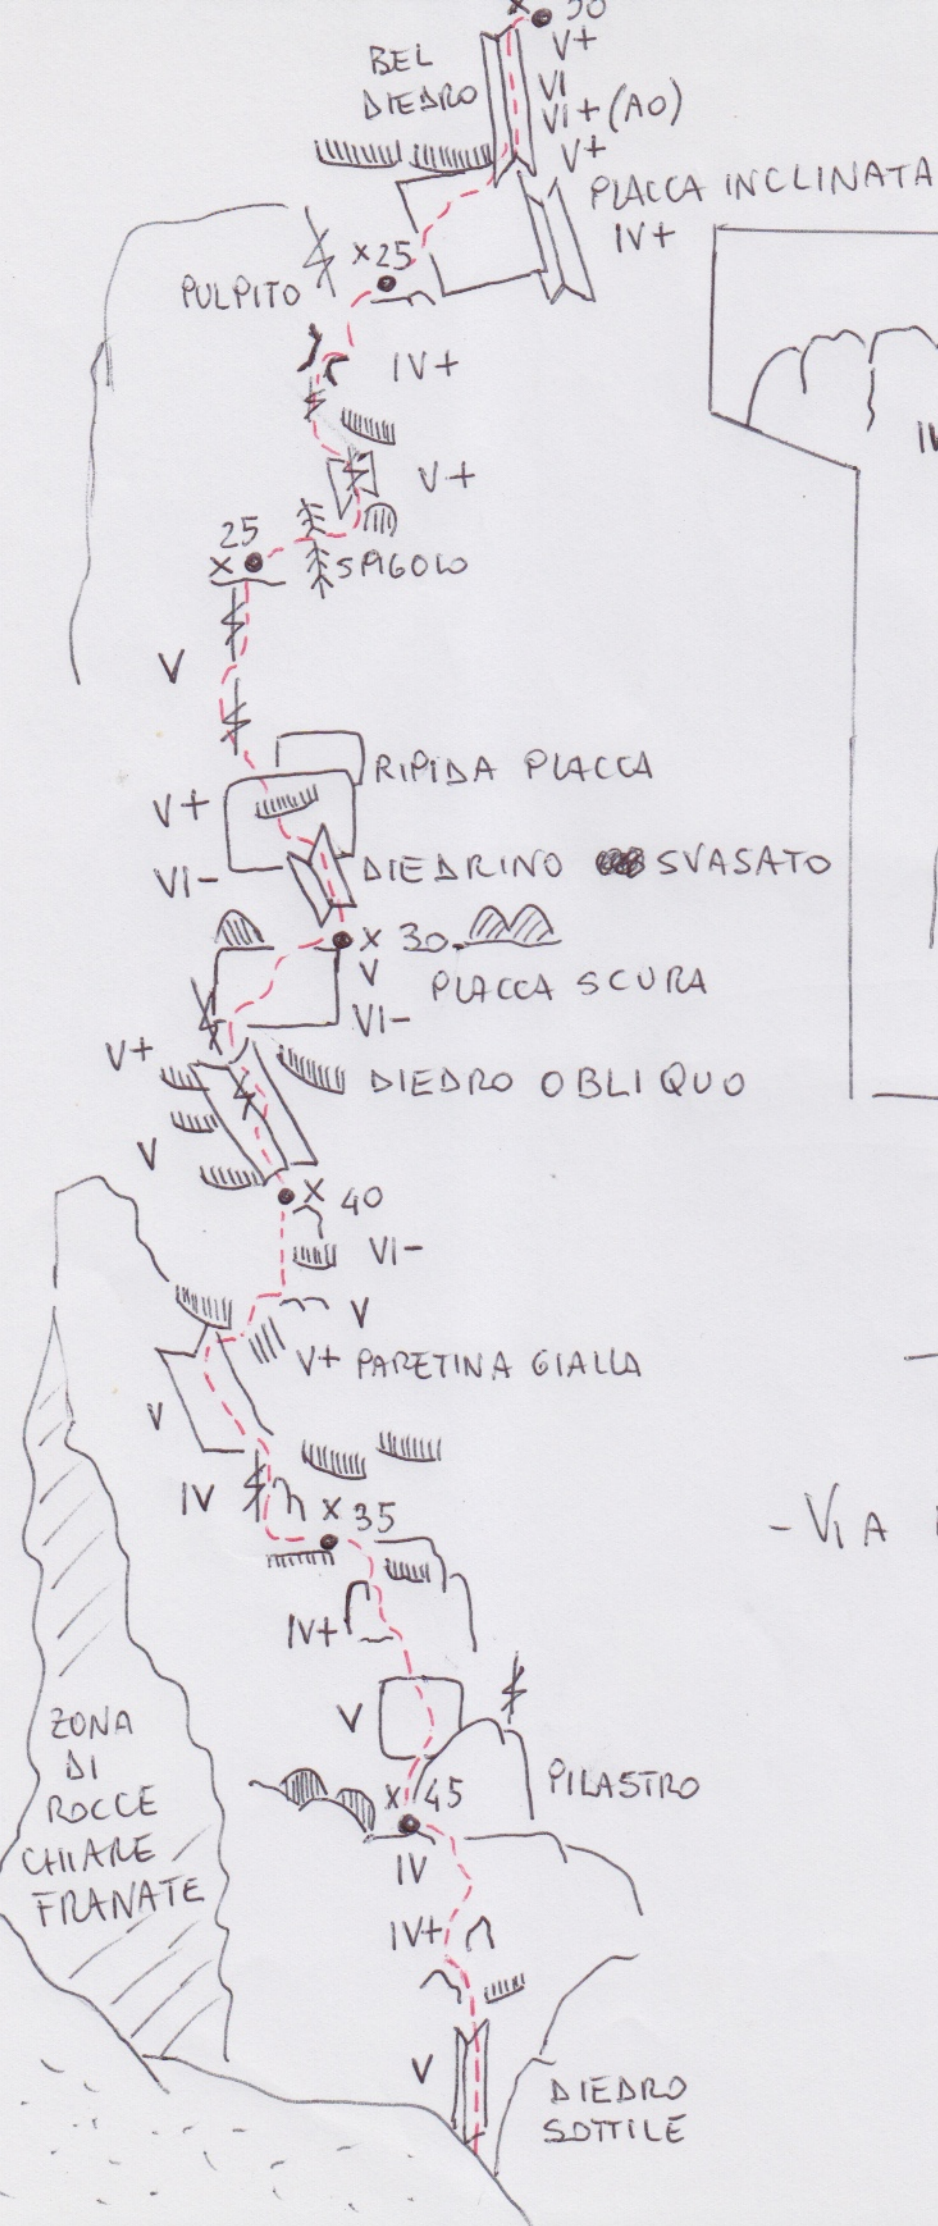 50
BEL
DIEDRO
V+
VI
VI+(A0)
V+
PLACCA INCLINATA
IV+
X25
PULPITO
IV+
V+
25
X
SPIGOLO
V
RIPIDA PLACCA
V+
DIEDRINO SVASATO
VI-
X 30
V
PLACCA SCURA
VI-
V+
DIEDRO OBLIQUO
V
X 40
VI-
V
V+ PARETINA GIALLA
V
IV
X 35
- VIA
IV+
V
ZONA
DI
ROCCE
CHIARE
FRANATE
PILASTRO
X 45
IV
IV+
V
DIEDRO
SOTTILE